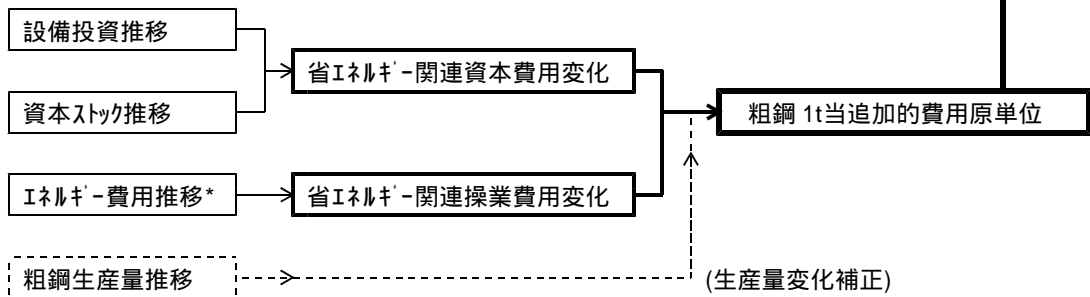 設備投資推移
省ｴﾈﾙｷﾞｰ関連資本費用変化
資本ｽﾄｯｸ推移
粗鋼 1t当追加的費用原単位
ｴﾈﾙｷﾞｰ費用推移*
省ｴﾈﾙｷﾞｰ関連操業費用変化
粗鋼生産量推移
(生産量変化補正)